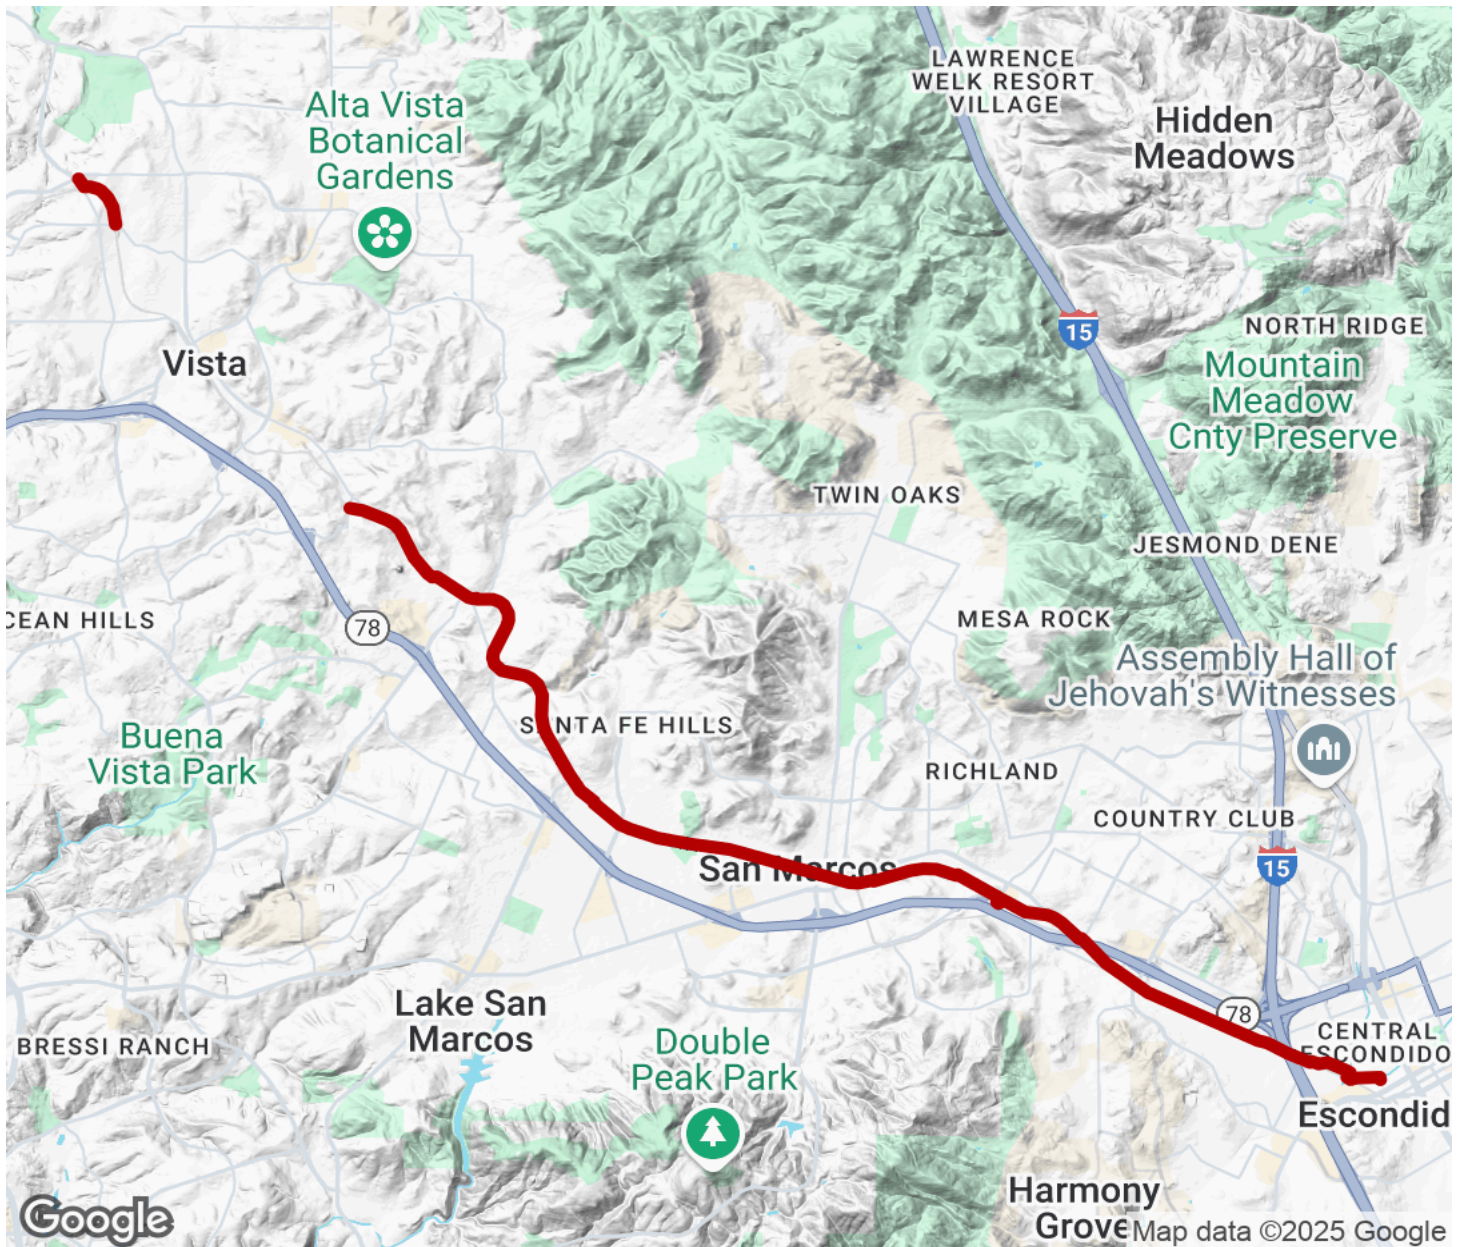 LAWRENCE
WELK RESORT
VILLAGE
Alta Vista
Botanical
Gardens
Hidden
Meadows
15
NORTH RIDGE
Mountain
Meadow
Cnty Preserve
Vista
TWIN OAKS
JESMOND DENE
CEAN HILLS
78
MESA ROCK
Assembly Hall of
Jehovah's Witnesses
SANTA FE HILLS
Buena
Vista Park
RICHLAND
COUNTRY CLUB
San Marcos
15
Lake San
Marcos
78
BRESSI RANCH
Double
Peak Park
CENTRAL
ESCONDIDO
Escondid
Harmony
Grove
Google
Map data ©2025 Google